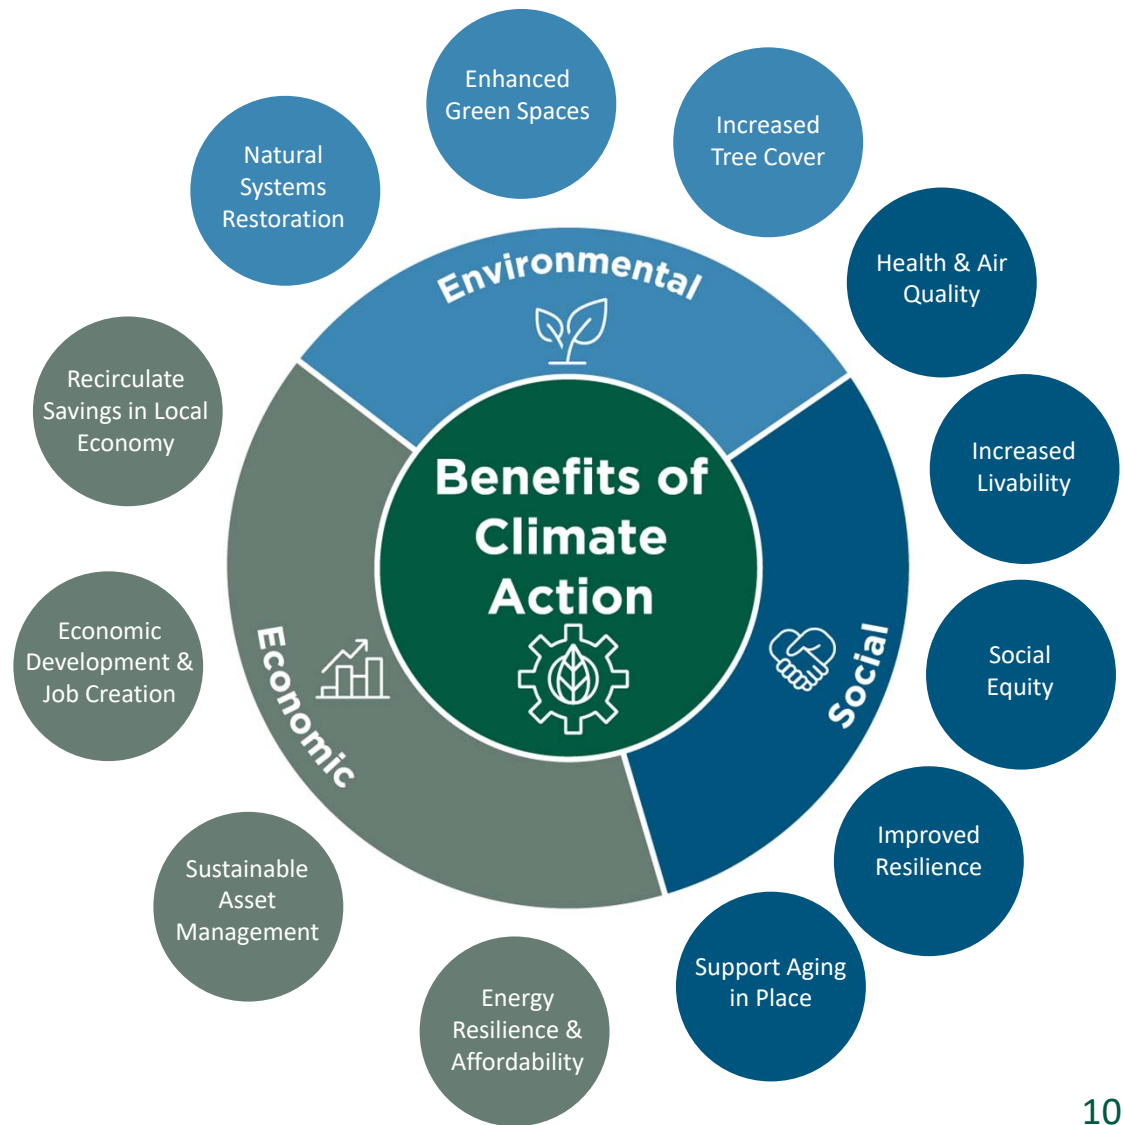 Enhanced
Green Spaces
Increased
Tree Cover
Natural
Systems
Restoration
Health & Air
Quality
Environmental
Recirculate
Savings in Local
Economy
Increased
Livability
Benefits of
Climate
Action
Economic
Development &
Job Creation
Economic
Social
Social
Equity
Sustainable
Asset
Management
Improved
Resilience
Support Aging
in Place
Energy
Resilience &
Affordability
10